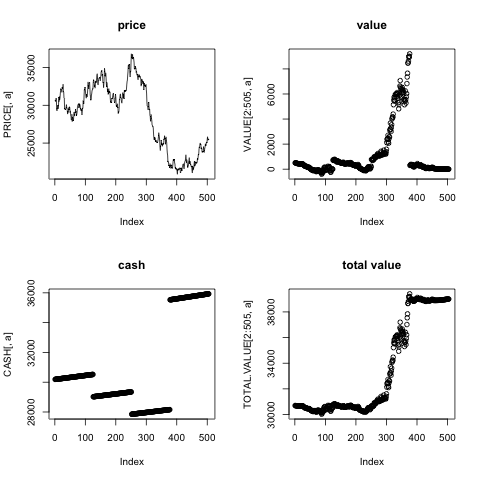 price
PRICE[, a]
25000 30000 35000
0 100 200 300 400 500
Index
value
VALUE[2:505, a]
0 2000 6000
0 100 200 300 400 500
Index
cash
CASH[, a]
28000 32000 36000
0 100 200 300 400 500
Index
total value
TOTAL.VALUE[2:505, a]
30000 34000 38000
0 100 200 300 400 500
Index